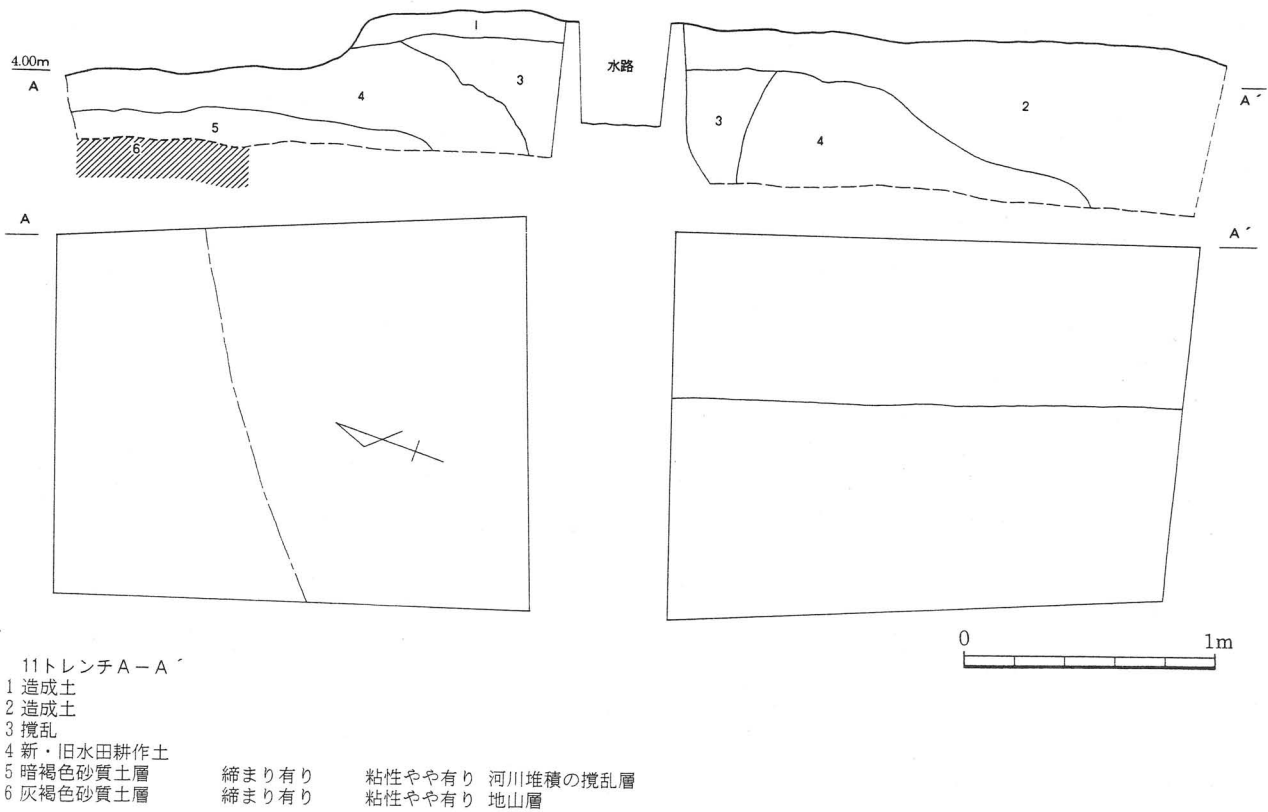 1
4.00m
A
水路
3
4
2
A´
5
3
4
6
A
A´
0 1m
11トレンチA－A´
1 造成土
2 造成土
3 攪乱
4 新・旧水田耕作土
5 暗褐色砂質土層 締まり有り 粘性やや有り 河川堆積の攪乱層
6 灰褐色砂質土層 締まり有り 粘性やや有り 地山層